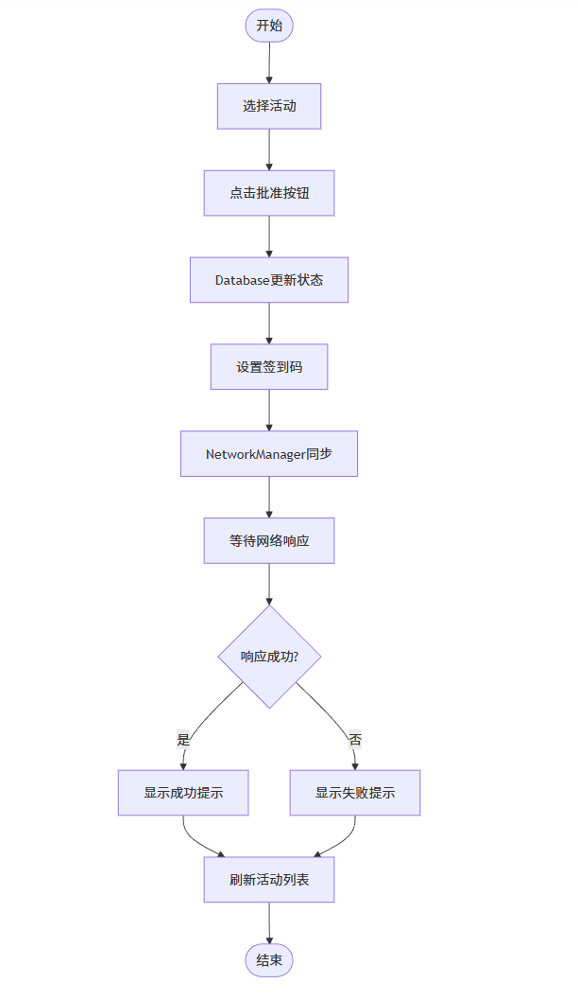 开始
选择活动
点击批准按钮
Database更新状态
设置签到码
NetworkManager同步
等待网络响应
响应成功?
是
否
显示成功提示
显示失败提示
刷新活动列表
结束